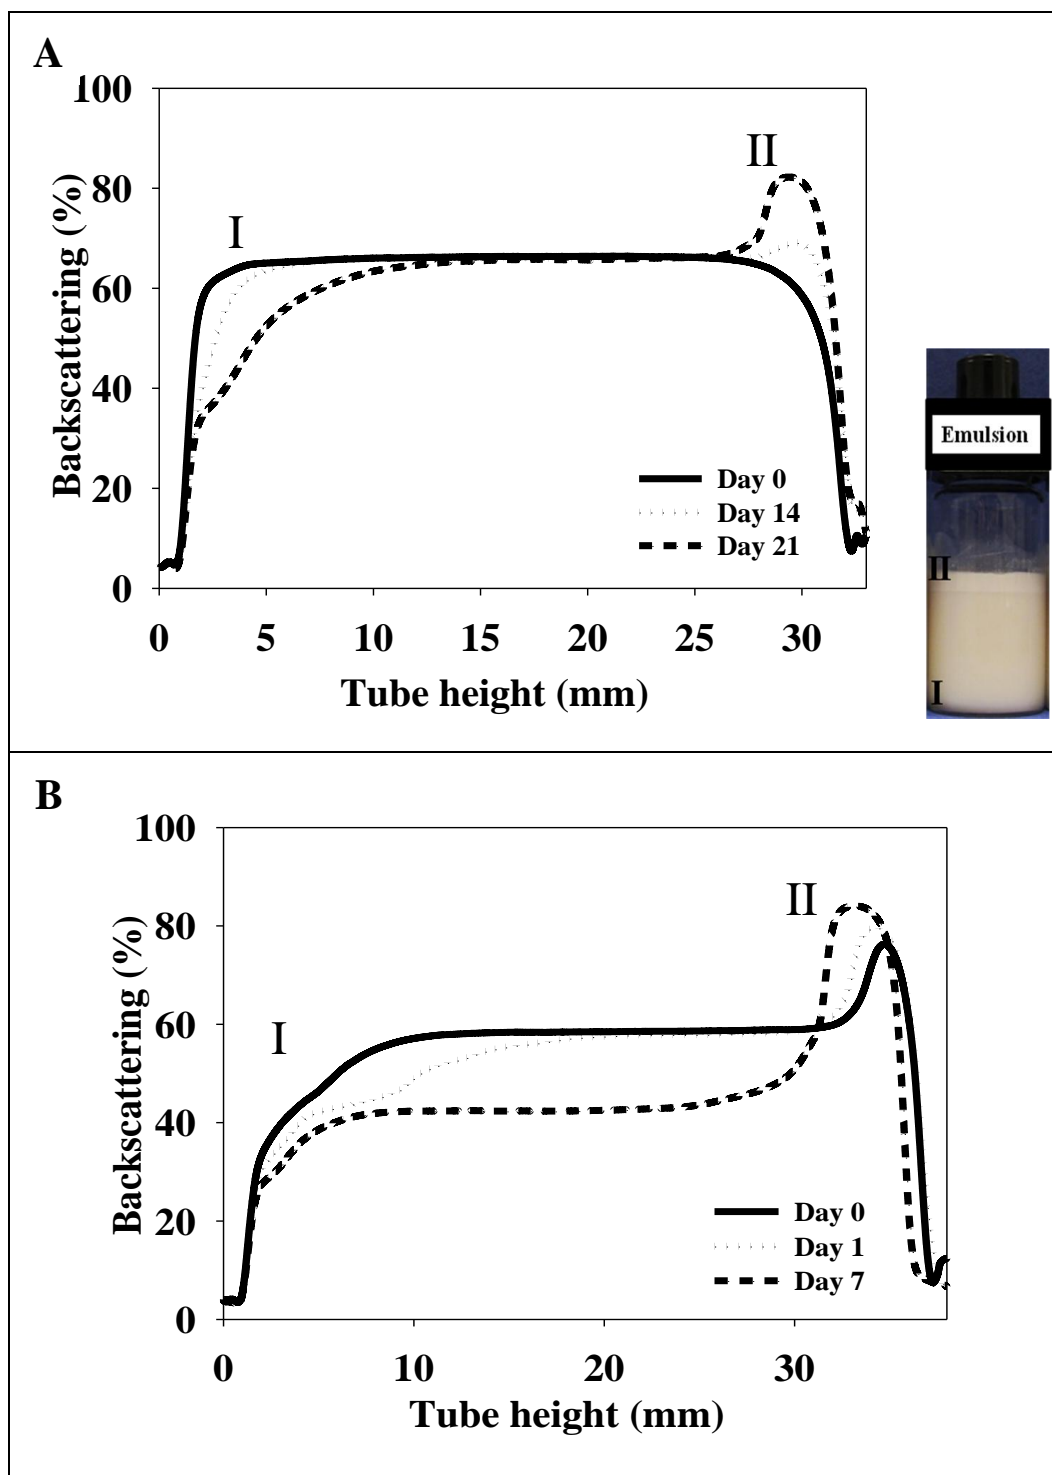 A
100
80
60
40
20
0
Backscattering (%)
I
II
Day 0
Day 14
Day 21
0 5 10 15 20 25 30
Tube height (mm)
Emulsion
II
I
B
100
80
60
40
20
0
Backscattering (%)
I
II
Day 0
Day 1
Day 7
0 10 20 30
Tube height (mm)